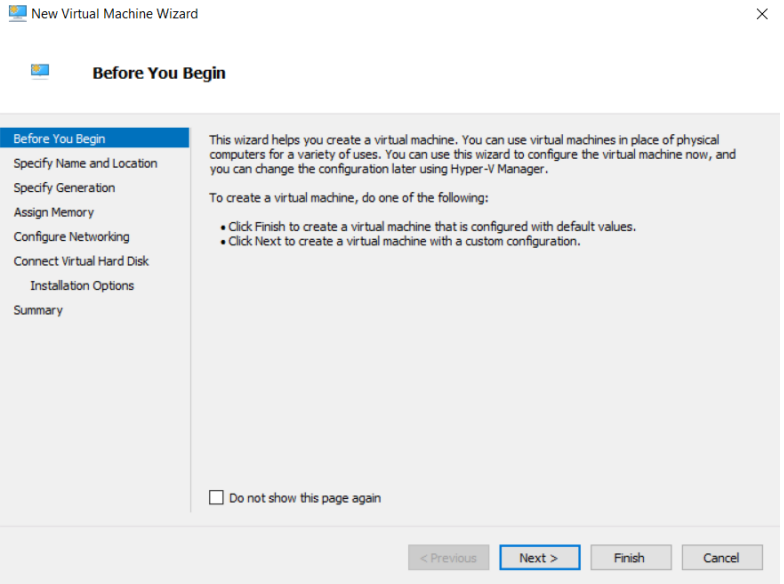 New Virtual Machine Wizard
Before You Begin
Before You Begin
Specify Name and Location
Specify Generation
Assign Memory
Configure Networking
Connect Virtual Hard Disk
Installation Options
Summary
This wizard helps you create a virtual machine. You can use virtual machines in place of physical
computers for a variety of uses. You can use this wizard to configure the virtual machine now, and
you can change the configuration later using Hyper-V Manager.
To create a virtual machine, do one of the following:
• Click Finish to create a virtual machine that is configured with default values.
• Click Next to create a virtual machine with a custom configuration.
Do not show this page again
< Previous
Next >
Finish
Cancel